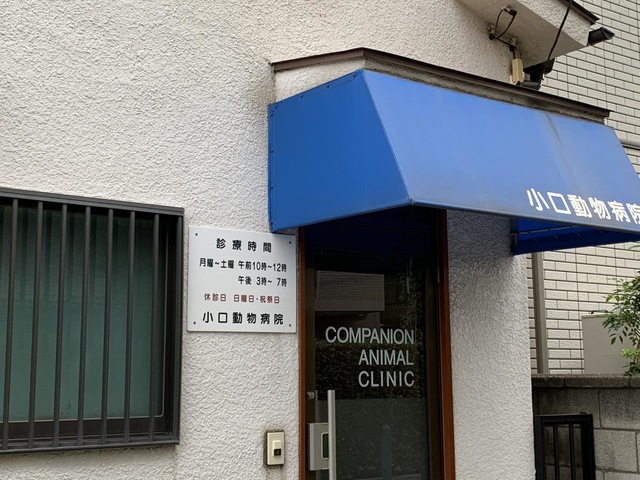 小口動物病院
診療時間
月曜～土曜 午前10時～12時
午後 3時～ 7時
休診日 日曜日・祝祭日
小口動物病院
COMPANION
ANIMAL
CLINIC